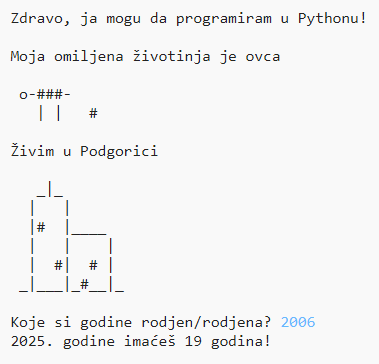 Zdravo, ja mogu da programiram u Pythonu!
Moja omiljena životinja je ovca
 o-###-
   | |   #
Živim u Podgorici
   _|_
  |   |
  |#  |____
  |   |    |
  |  #|  # |
 _|___|_#__|_
Koje si godine rodjen/rodjena? 2006
2025. godine imaćeš 19 godina!